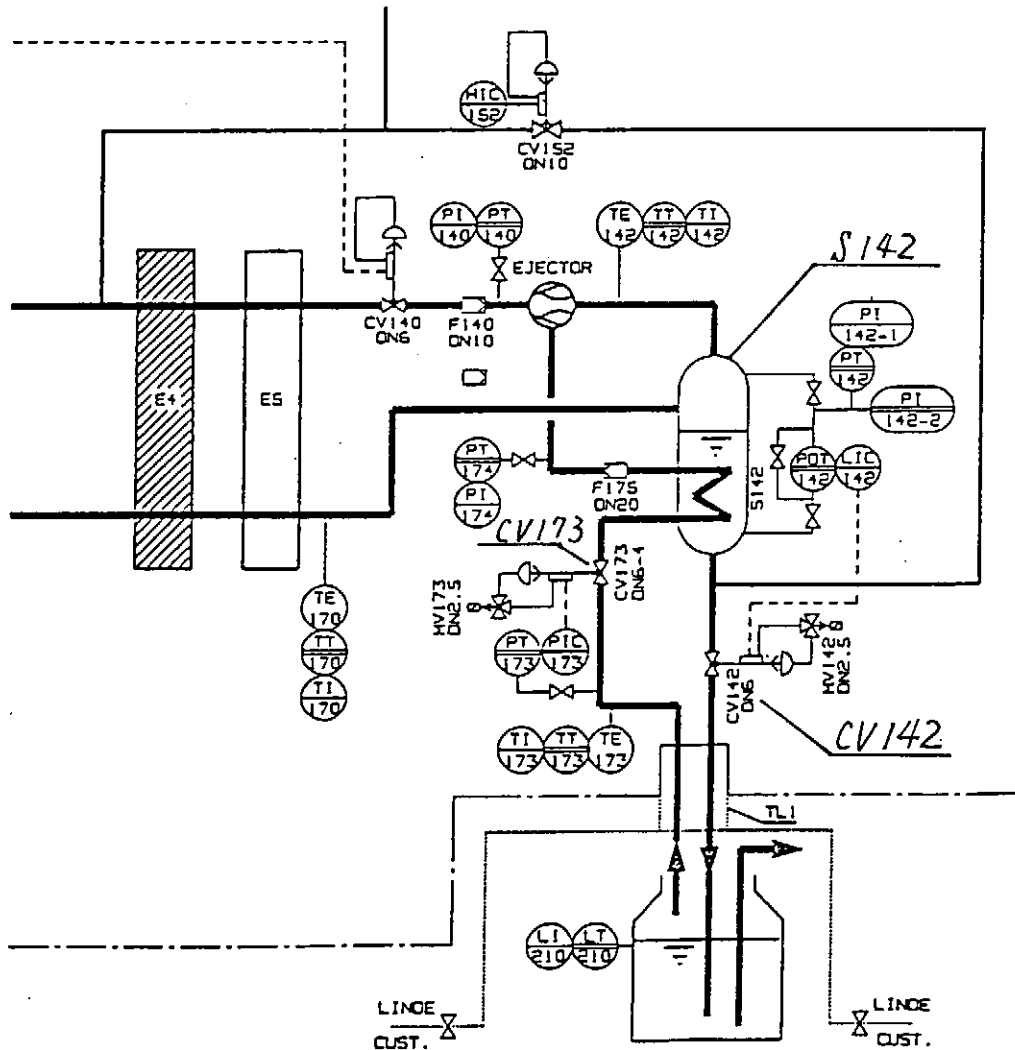 HIC
152
CV152
DN10
PI
140
PT
140
TE
142
TT
142
TI
142
S142
EJECTOR
CV140
DN6
F140
DN10
PI
142-1
PT
142
PI
142-2
E4
E5
PT
174
PI
174
F175
DN20
S142
PDT
142
LIC
142
CV173
CV173
DN6-4
HV173
DN2.5
TE
170
TT
170
TI
170
PT
173
PIC
173
CV142
DN6
HV142
DN2.5
CV142
TI
173
TT
173
TE
173
TL1
LI
210
LT
210
LINDE
CUST.
LINDE
CUST.